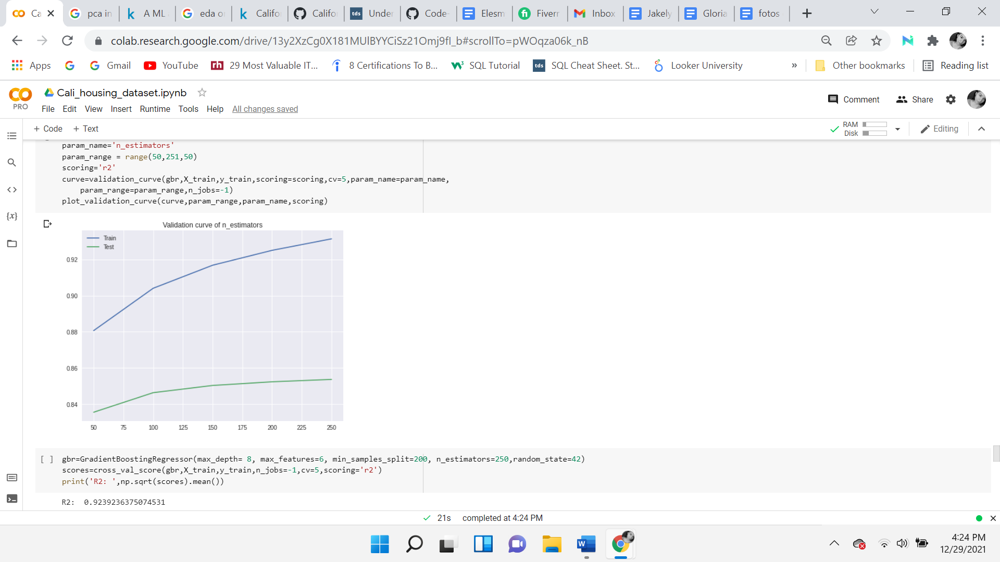 Ca
pca in
A ML
eda o
Califo
Califo
Under
Code-
Elesm
Fiverr
Inbox
Jakely
Gloria
fotos
colab.research.google.com/drive/13y2XzCg0X181MUlBYYCiSz21Omj9fI_b#scrollTo=pWOqza06k_nB
Apps
Gmail
YouTube
29 Most Valuable IT...
8 Certifications To B...
SQL Tutorial
tds
SQL Cheat Sheet. St...
Looker University
»
Other bookmarks
Reading list
PRO
Cali_housing_dataset.ipynb
File Edit View Insert Runtime Tools Help All changes saved
Comment
Share
+ Code + Text
RAM
Disk
Editing
param_name='n_estimators'
param_range = range(50,251,50)
scoring='r2'
curve=validation_curve(gbr,X_train,y_train,scoring=scoring,cv=5,param_name=param_name,
param_range=param_range,n_jobs=-1)
plot_validation_curve(curve,param_range,param_name,scoring)
Validation curve of n_estimators
Train
Test
0.92
0.90
0.88
0.86
0.84
50 75 100 125 150 175 200 225 250
[ ] gbr=GradientBoostingRegressor(max_depth= 8, max_features=6, min_samples_split=200, n_estimators=250,random_state=42)
scores=cross_val_score(gbr,X_train,y_train,n_jobs=-1,cv=5,scoring='r2')
print('R2: ',np.sqrt(scores).mean())
R2: 0.9239236375074531
21s completed at 4:24 PM
4:24 PM
12/29/2021